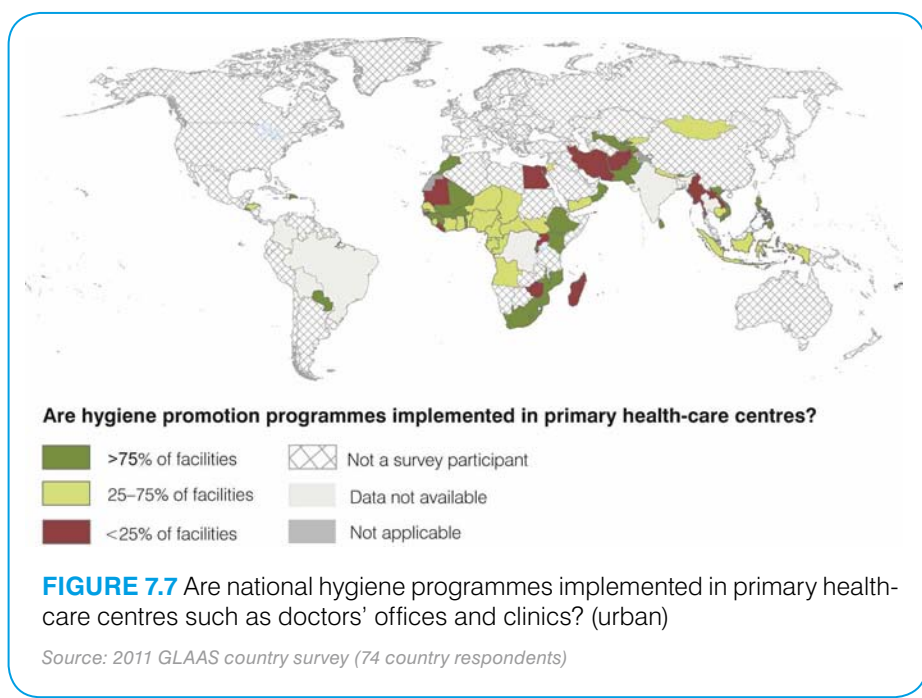 Are hygiene promotion programmes implemented in primary health-care centres?
>75% of facilities
25–75% of facilities
<25% of facilities
Not a survey participant
Data not available
Not applicable
FIGURE 7.7 Are national hygiene programmes implemented in primary health-
care centres such as doctors' offices and clinics? (urban)
Source: 2011 GLAAS country survey (74 country respondents)